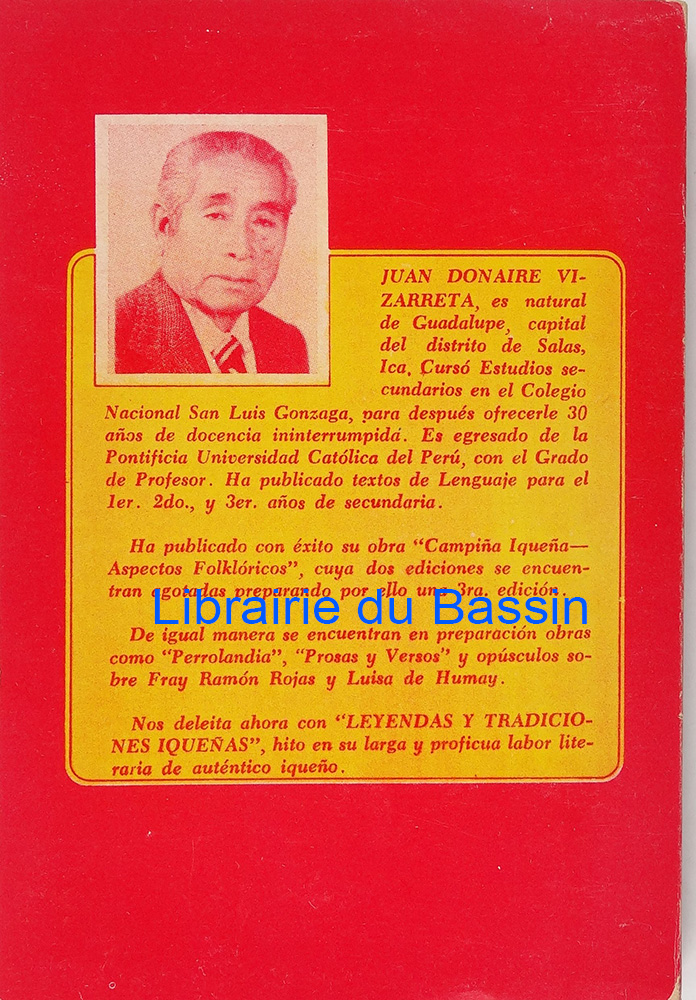 JUAN DONAIRE VI-
ZARRETA, es natural
de Guadalupe, capital
del distrito de Salas,
Ica, Cursó Estudios se-
cundarios en el Colegio
Nacional San Luis Gonzaga, para después ofrecerle 30
años de docencia ininterrumpidá. Es egresado de la
Pontificia Universidad Católica del Perú, con el Grado
de Profesor. Ha publicado textos de Lenguaje para el
1er. 2do., y 3er. años de secundaria.
Ha publicado con éxito su obra "Campiña Iqueña—
Aspectos Folklóricos", cuya dos ediciones se encuen-
tran agotadas preparando por ello una 3ra. edición.
Librairie du Bassin
De igual manera se encuentran en preparación obras
como "Perrolandia", "Prosas y Versos" y opúsculos so-
bre Fray Ramón Rojas y Luisa de Humay.
Nos deleita ahora con "LEYENDAS Y TRADICIO-
NES IQUEÑAS", hito en su larga y proficua labor lite-
raria de auténtico iqueño.